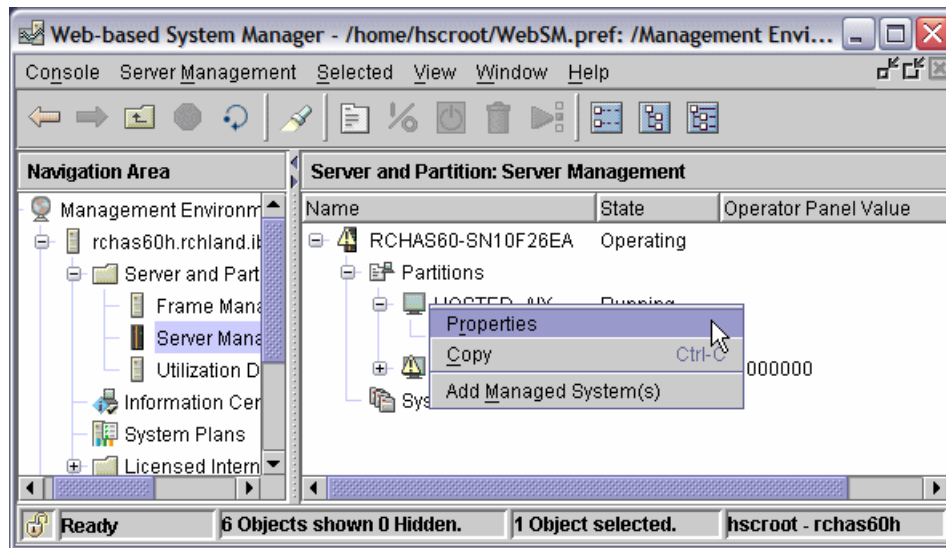 Web-based System Manager - /home/hscroot/WebSM.pref: /Management Envi...
Console Server Management Selected View Window Help
Navigation Area
Server and Partition: Server Management
Name State Operator Panel Value
Management Environm
rchas60h.rchland.ib
Server and Part
Frame Mana
Server Mana
Utilization D
Information Cen
System Plans
Licensed Intern
RCHAS60-SN10F26EA Operating
Partitions
Running
Properties
Copy Ctrl-C
Add Managed System(s)
000000
Sys
Ready 6 Objects shown 0 Hidden. 1 Object selected. hscroot - rchas60h